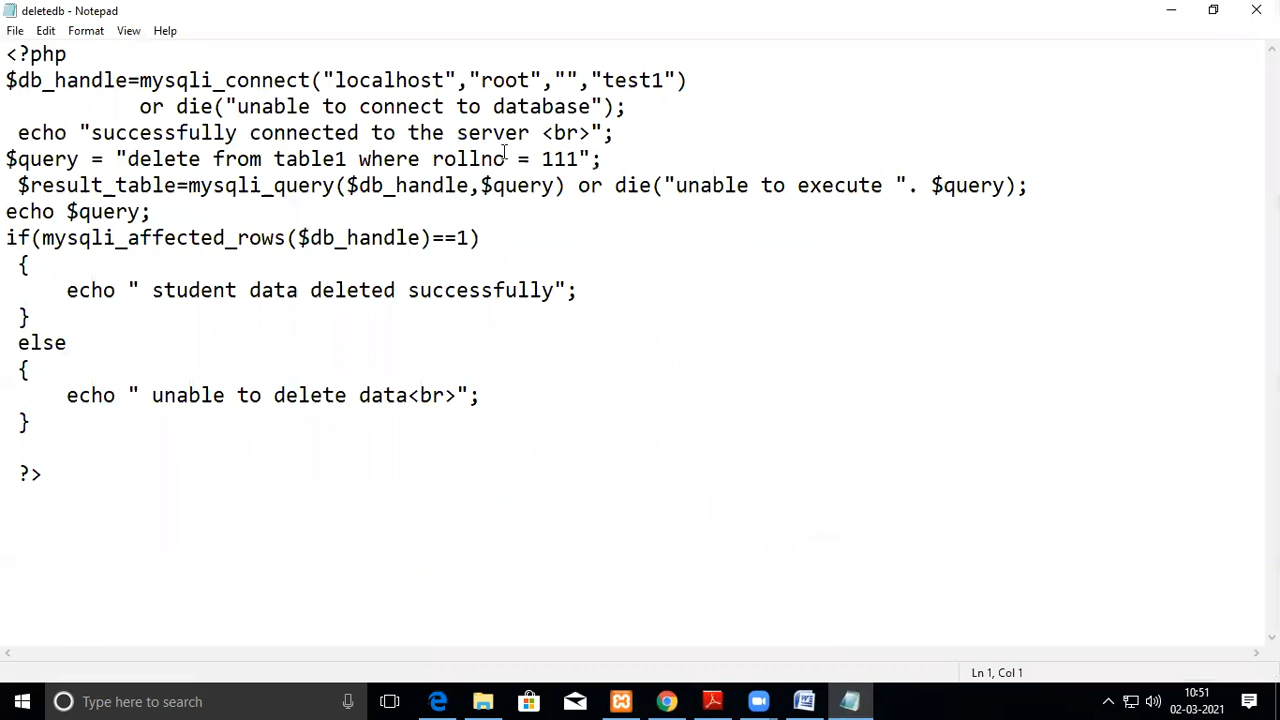 deletedb - Notepad
File Edit Format View Help
<?php
$db_handle=mysqli_connect("localhost","root","","test1")
or die("unable to connect to database");
echo "successfully connected to the server <br>";
$query = "delete from table1 where rollno = 111";
$result_table=mysqli_query($db_handle,$query) or die("unable to execute ". $query);
echo $query;
if(mysqli_affected_rows($db_handle)==1)
{
echo " student data deleted successfully";
}
else
{
echo " unable to delete data<br>";
}
?>
Ln 1, Col 1
Type here to search
10:51
02-03-2021